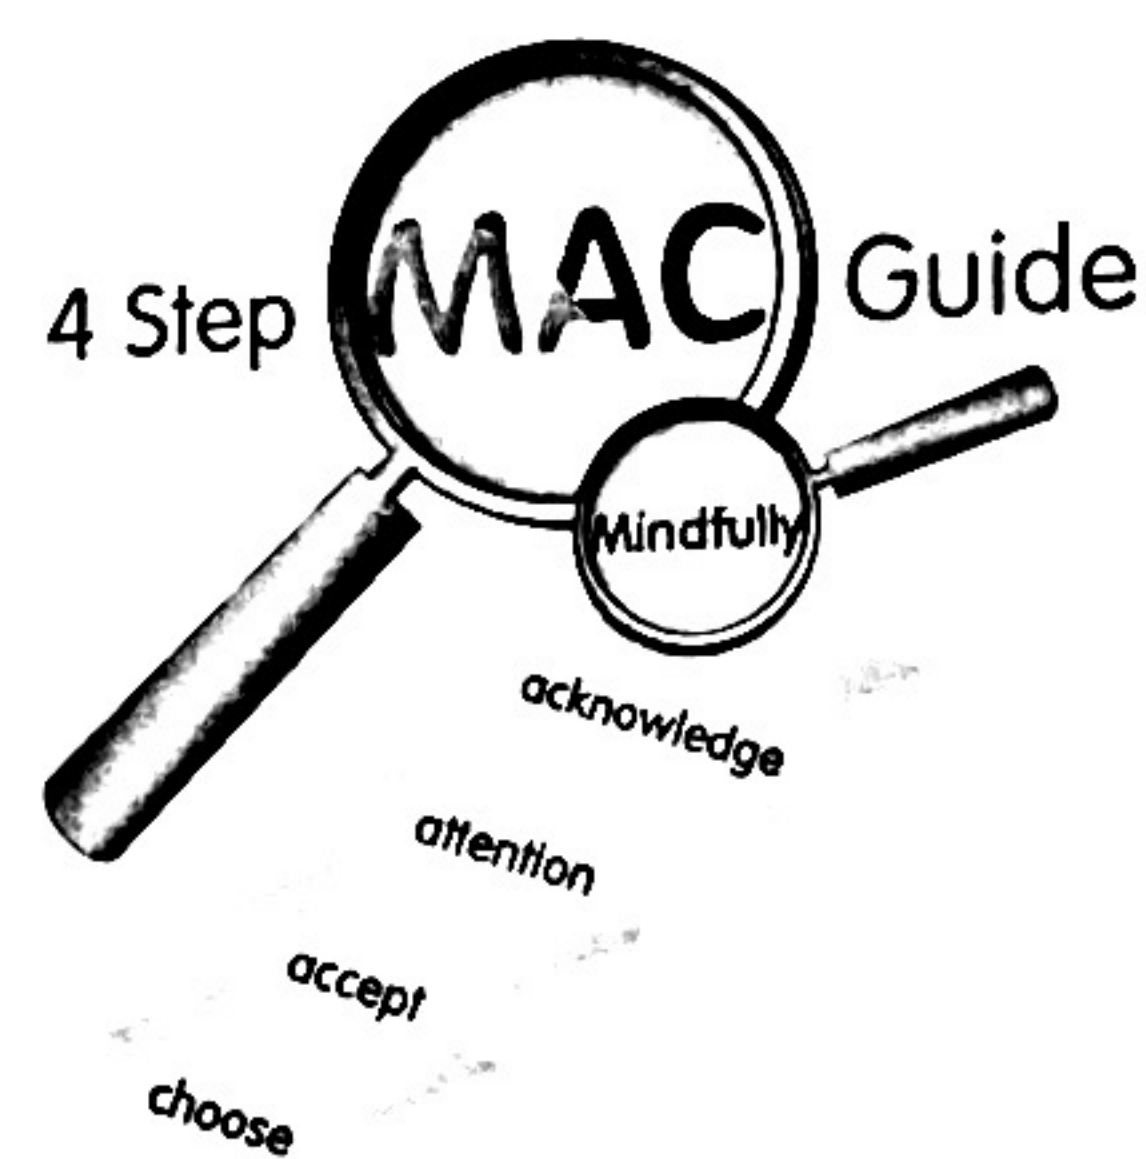 4 Step MAC Guide
Mindfully
acknowledge
attention
accept
choose